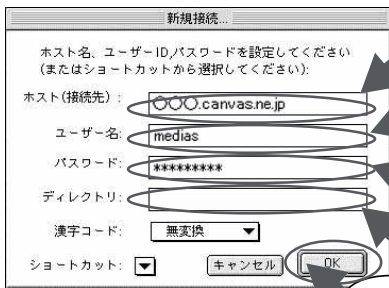 新規接続...
ホスト名、ユーザーID,パスワードを設定してください
(またはショートカットから選択してください):
ホスト(接続先): 〇〇〇.canvas.ne.jp
ユーザー名: medias
パスワード: *********
ディレクトリ:
漢字コード: 無変換
ショートカット: キャンセル OK